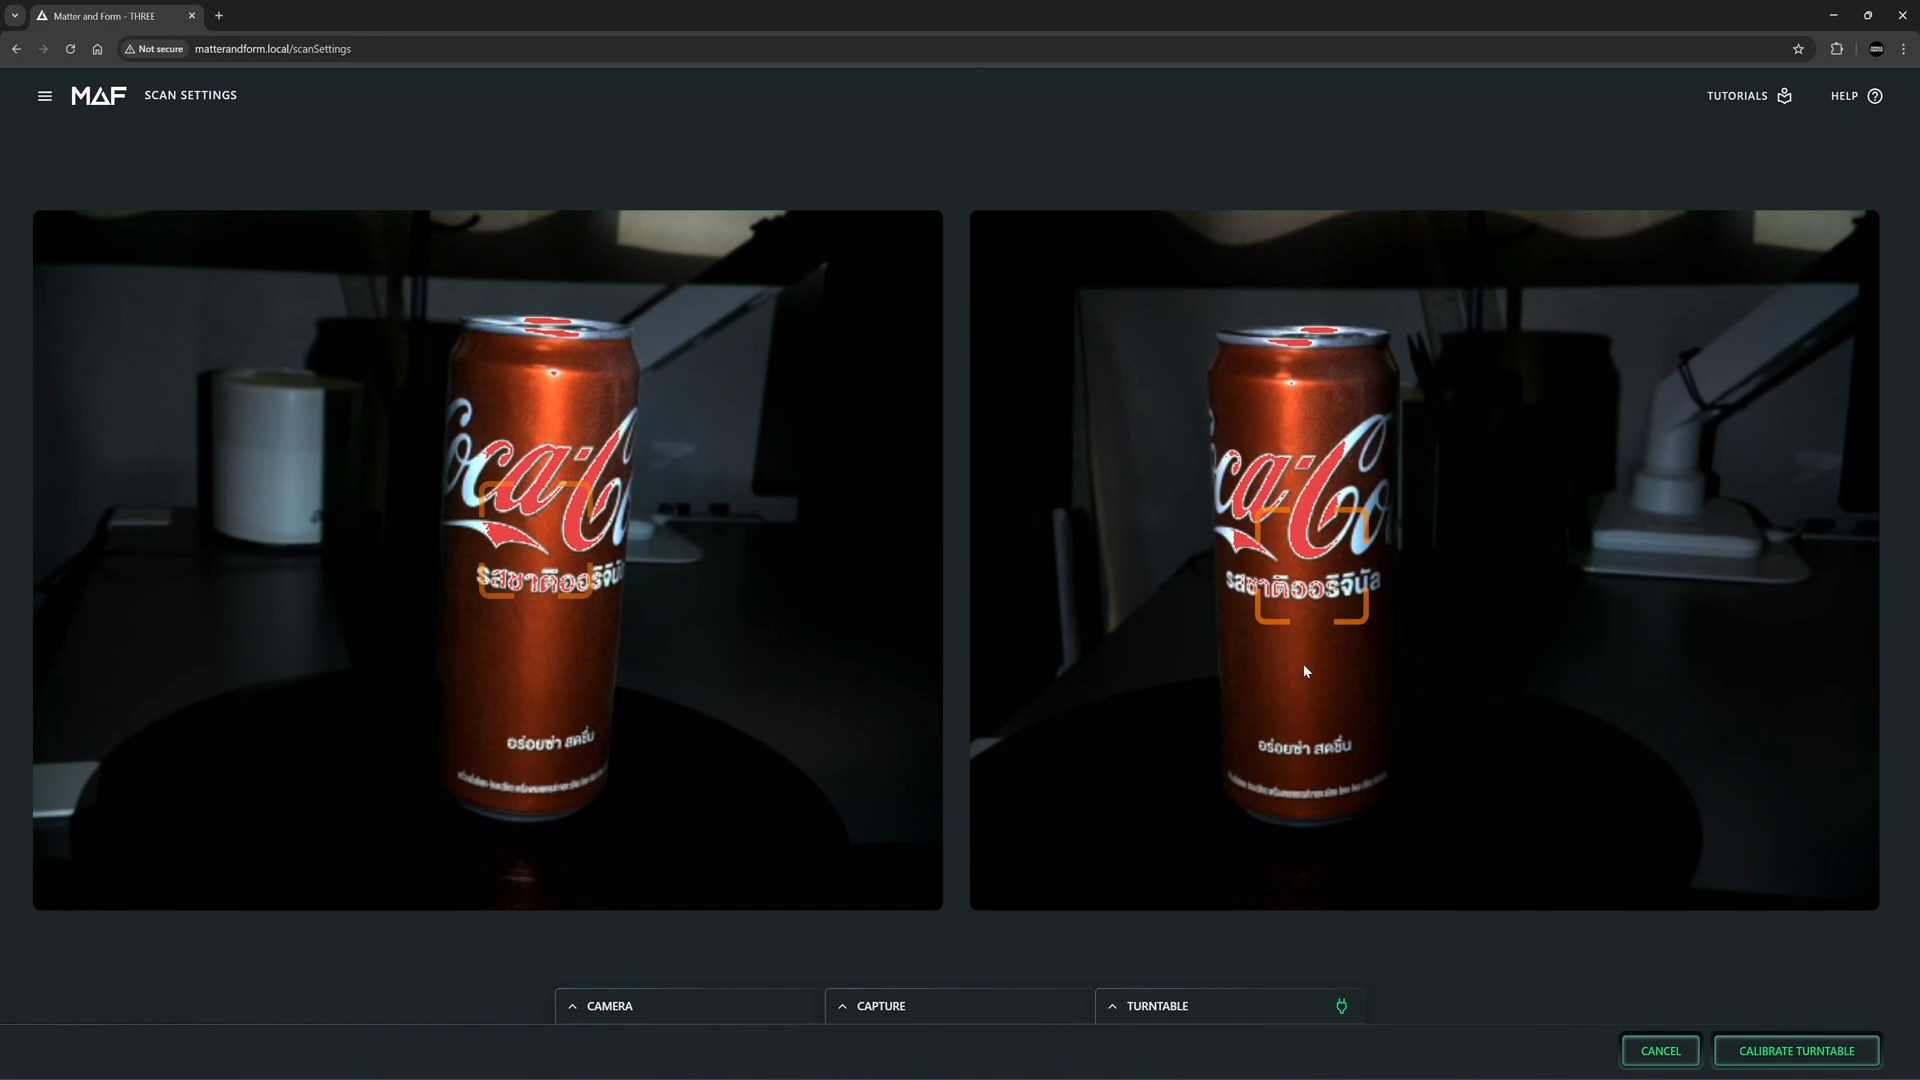 Matter and Form - THREE
Not secure
matterandform.local/scanSettings
MAF
SCAN SETTINGS
TUTORIALS
HELP
Coca-Co
รสชาติออริจินัล
อร่อยซ่า สดชื่น
ca-Coo
รสชาติออริจินัล
อร่อยซ่า สดชื่น
CAMERA
CAPTURE
TURNTABLE
CANCEL
CALIBRATE TURNTABLE